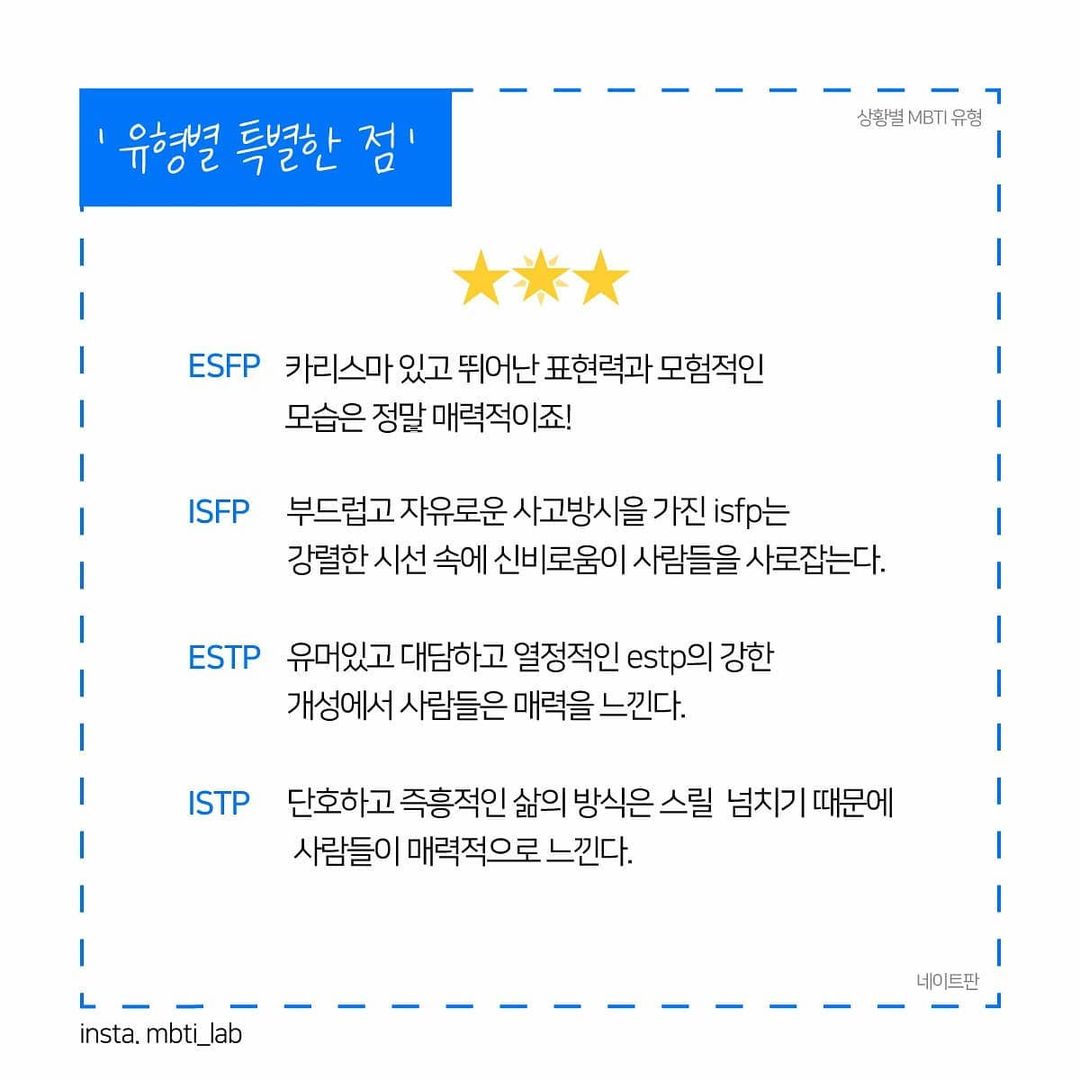 ' 유형별 특별한 점 '
상황별 MBTI 유형
ESFP 카리스마 있고 뛰어난 표현력과 모험적인
모습은 정말 매력적이죠!
ISFP 부드럽고 자유로운 사고방시을 가진 isfp는
강렬한 시선 속에 신비로움이 사람들을 사로잡는다.
ESTP 유머있고 대담하고 열정적인 estp의 강한
개성에서 사람들은 매력을 느낀다.
ISTP 단호하고 즉흥적인 삶의 방식은 스릴 넘치기 때문에
사람들이 매력적으로 느낀다.
네이트판
insta. mbti_lab